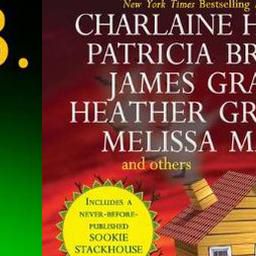 New York Times Bestselling
CHARLAINE H
PATRICIA BR
JAMES GRA
HEATHER GR
MELISSA MA
and others
INCLUDES A
NEVER-BEFORE-
PUBLISHED
SOOKIE
STACKHOUSE
3.